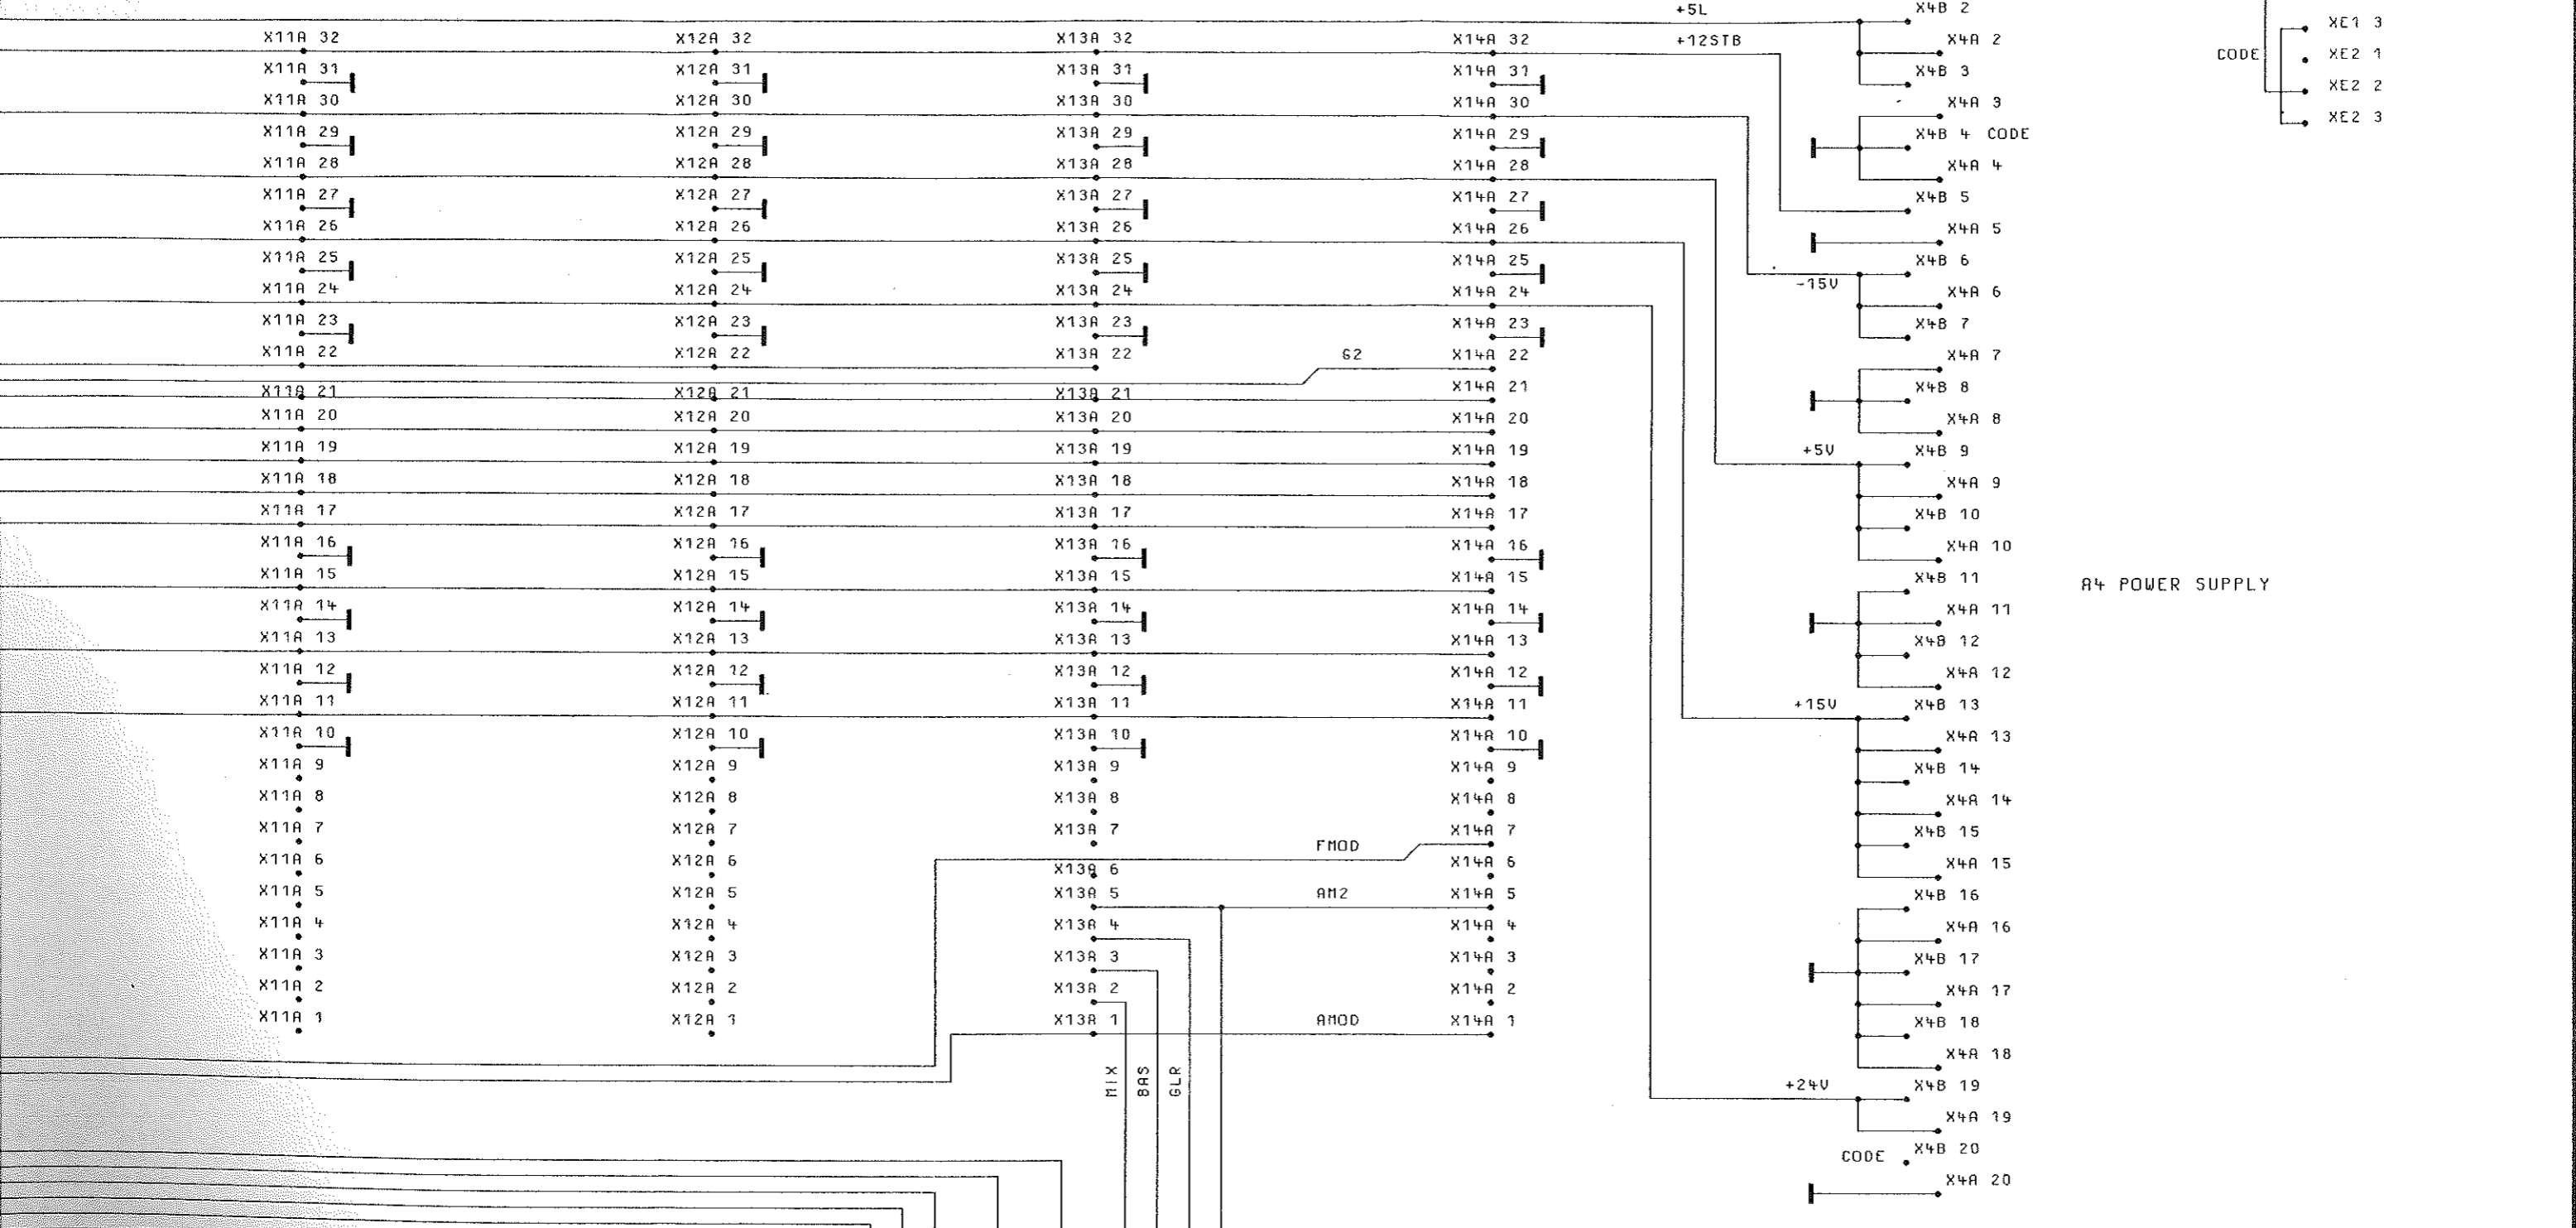 +5L
X4B 2
XE1 3
X11A 32
X12A 32
X13A 32
X14A 32
+12STB
X4A 2
CODE
XE2 1
X11A 31
X12A 31
X13A 31
X14A 31
X4B 3
XE2 2
X11A 30
X12A 30
X13A 30
X14A 30
X4A 3
XE2 3
X11A 29
X12A 29
X13A 29
X14A 29
X4B 4 CODE
X11A 28
X12A 28
X13A 28
X14A 28
X4A 4
X11A 27
X12A 27
X13A 27
X14A 27
X4B 5
X11A 26
X12A 26
X13A 26
X14A 26
X4A 5
X11A 25
X12A 25
X13A 25
X14A 25
X4B 6
-15V
X11A 24
X12A 24
X13A 24
X14A 24
X4A 6
X11A 23
X12A 23
X13A 23
X14A 23
X4B 7
X11A 22
X12A 22
X13A 22
G2
X14A 22
X4A 7
X11A 21
X12A 21
X13A 21
X14A 21
X4B 8
X11A 20
X12A 20
X13A 20
X14A 20
X4A 8
X11A 19
X12A 19
X13A 19
X14A 19
+5V
X4B 9
X11A 18
X12A 18
X13A 18
X14A 18
X4A 9
X11A 17
X12A 17
X13A 17
X14A 17
X4B 10
X11A 16
X12A 16
X13A 16
X14A 16
X4A 10
X11A 15
X12A 15
X13A 15
X14A 15
X4B 11
A4 POWER SUPPLY
X11A 14
X12A 14
X13A 14
X14A 14
X4A 11
X11A 13
X12A 13
X13A 13
X14A 13
X4B 12
X11A 12
X12A 12
X13A 12
X14A 12
X4A 12
X11A 11
X12A 11
X13A 11
X14A 11
+15V
X4B 13
X11A 10
X12A 10
X13A 10
X14A 10
X4A 13
X11A 9
X12A 9
X13A 9
X14A 9
X4B 14
X11A 8
X12A 8
X13A 8
X14A 8
X4A 14
X11A 7
X12A 7
X13A 7
X14A 7
X4B 15
FMOD
X11A 6
X12A 6
X13A 6
X14A 6
X4A 15
X11A 5
X12A 5
X13A 5
AM2
X14A 5
X4B 16
X11A 4
X12A 4
X13A 4
X14A 4
X4A 16
X11A 3
X12A 3
X13A 3
X14A 3
X4B 17
X11A 2
X12A 2
X13A 2
X14A 2
X4A 17
X11A 1
X12A 1
X13A 1
AMOD
X14A 1
X4B 18
X4A 18
MIX
BAS
GLR
+24V
X4B 19
X4A 19
CODE
X4B 20
X4A 20